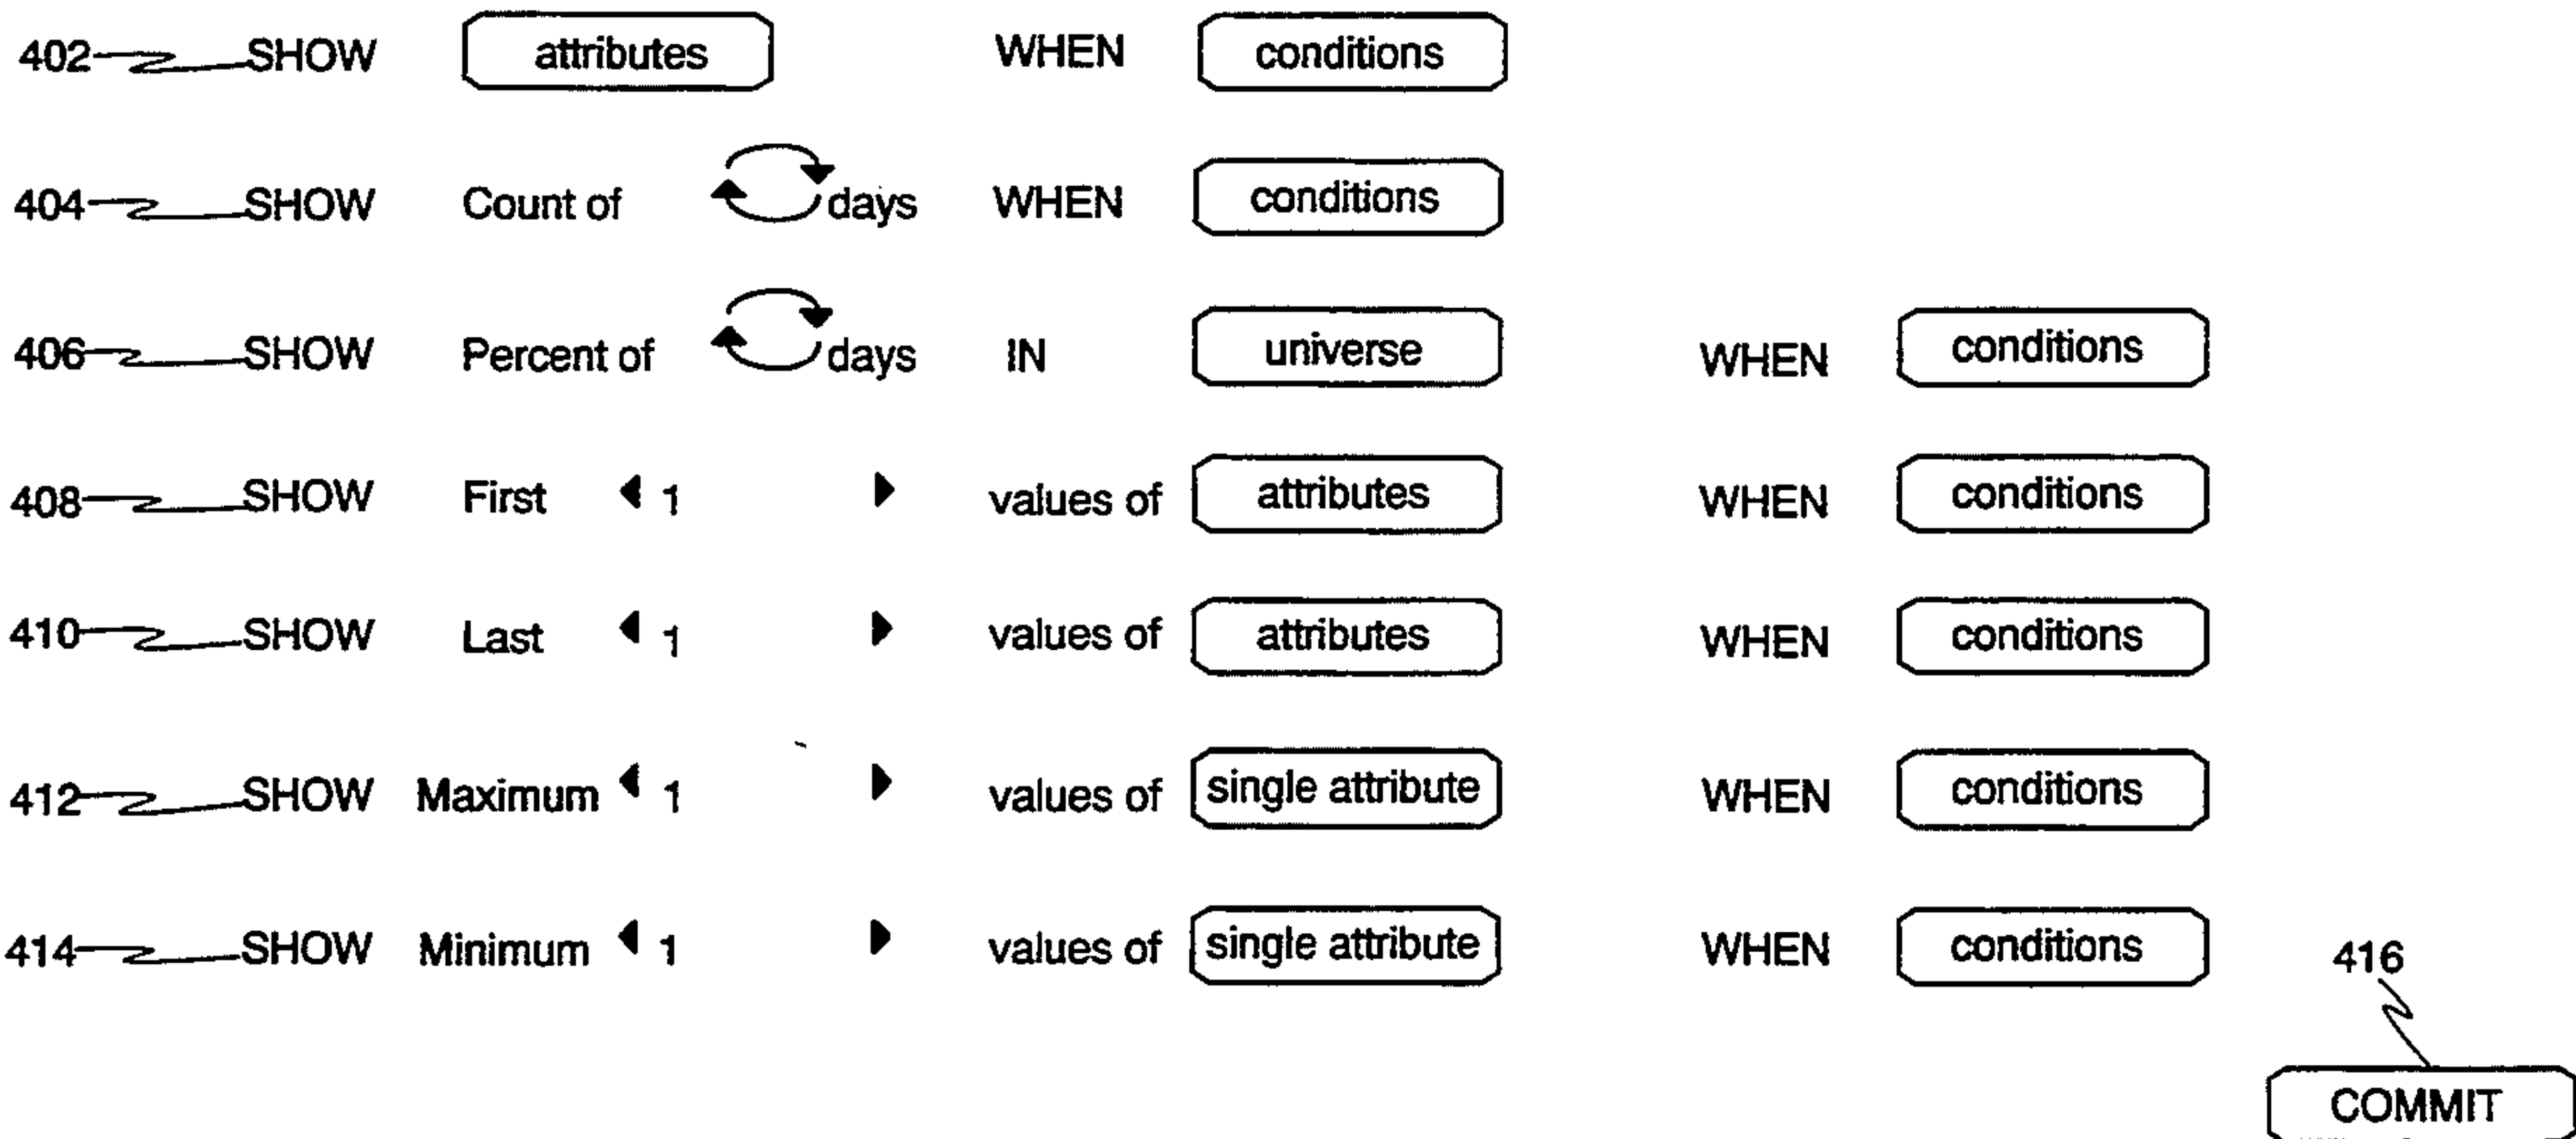 402 SHOW attributes WHEN conditions
404 SHOW Count of days WHEN conditions
406 SHOW Percent of days IN universe WHEN conditions
408 SHOW First 1 values of attributes WHEN conditions
410 SHOW Last 1 values of attributes WHEN conditions
412 SHOW Maximum 1 values of single attribute WHEN conditions
414 SHOW Minimum 1 values of single attribute WHEN conditions
416
COMMIT